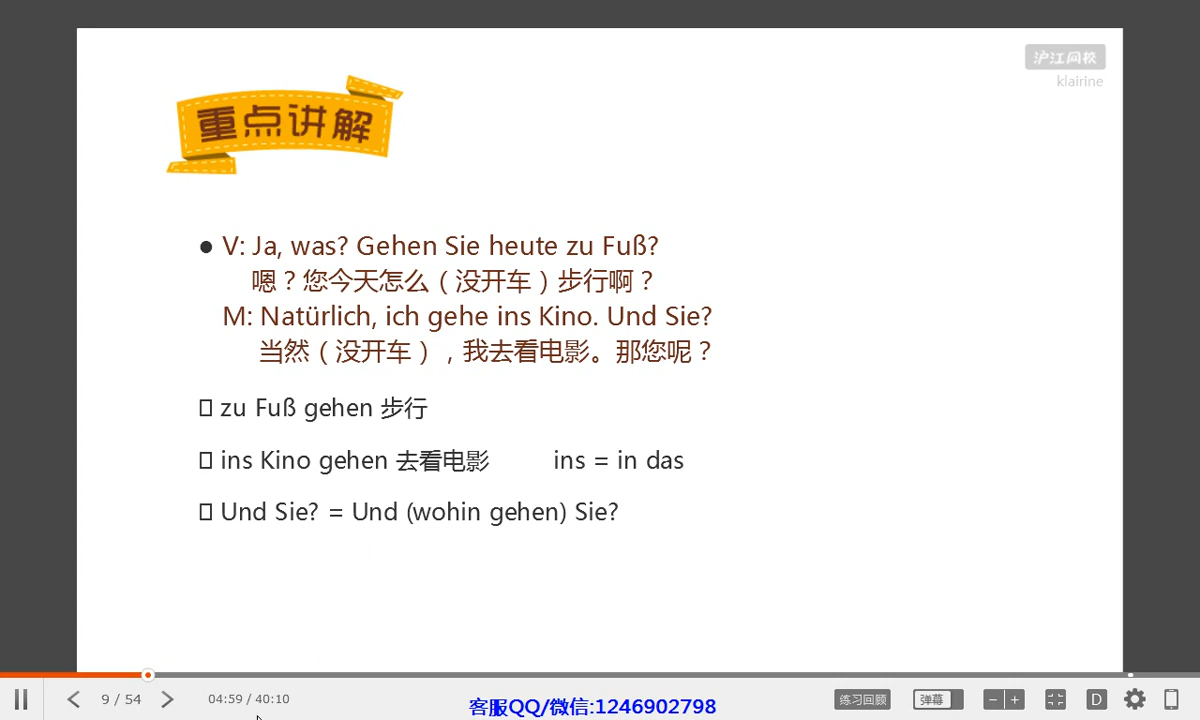 沪江网校
klairine
重点讲解
● V: Ja, was? Gehen Sie heute zu Fuß?
嗯？您今天怎么（没开车）步行啊？
M: Natürlich, ich gehe ins Kino. Und Sie?
当然（没开车），我去看电影。那您呢？
zu Fuß gehen 步行
ins Kino gehen 去看电影 ins = in das
Und Sie? = Und (wohin gehen) Sie?
9 / 54 04:59 / 40:10 客服QQ/微信:1246902798 练习回顾 弹幕 − + D